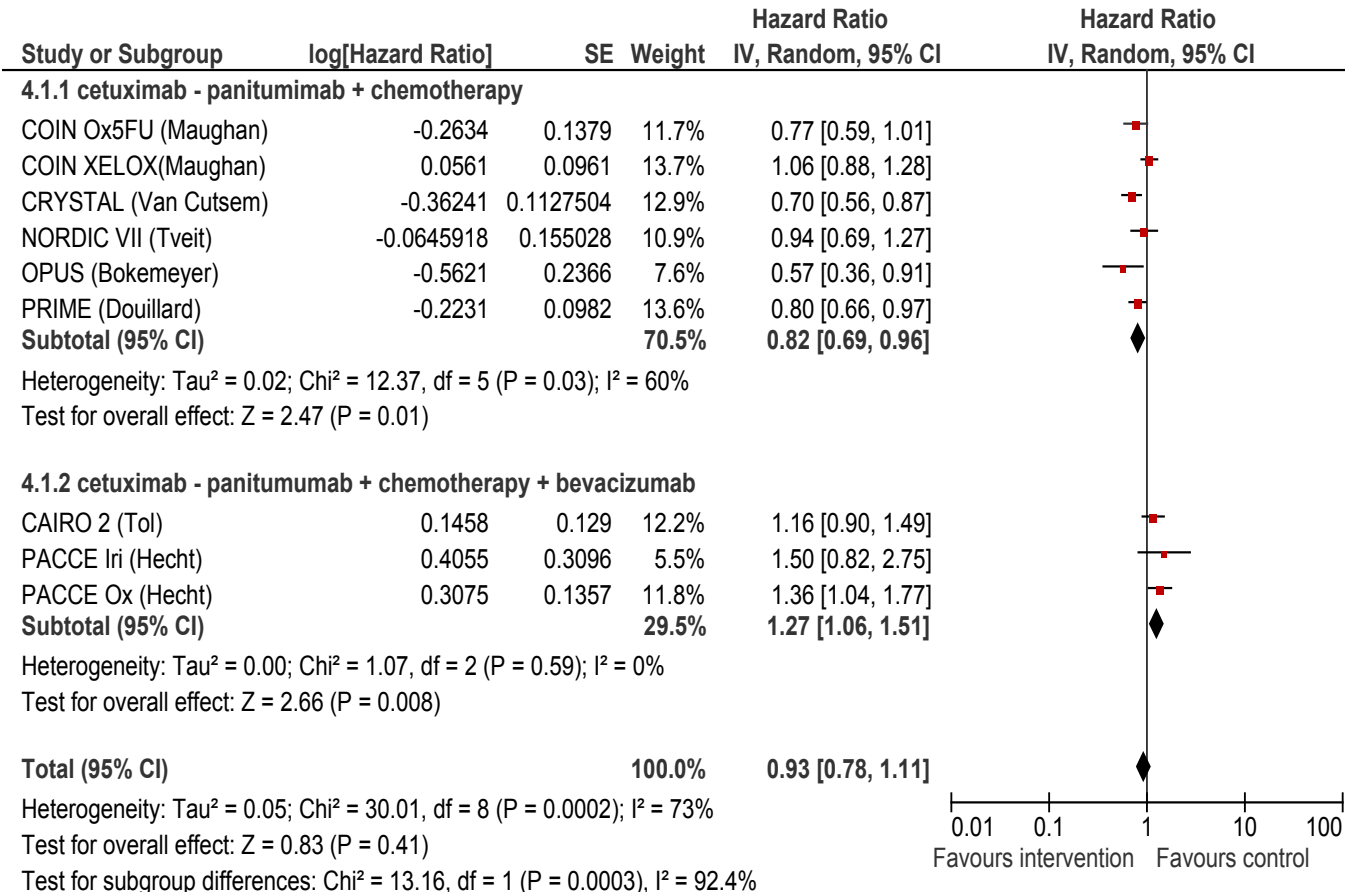 Hazard Ratio Hazard Ratio
Study or Subgroup log[Hazard Ratio] SE Weight IV, Random, 95% CI IV, Random, 95% CI
4.1.1 cetuximab - panitumimab + chemotherapy
COIN Ox5FU (Maughan) -0.2634 0.1379 11.7% 0.77 [0.59, 1.01]
COIN XELOX(Maughan) 0.0561 0.0961 13.7% 1.06 [0.88, 1.28]
CRYSTAL (Van Cutsem) -0.36241 0.1127504 12.9% 0.70 [0.56, 0.87]
NORDIC VII (Tveit) -0.0645918 0.155028 10.9% 0.94 [0.69, 1.27]
OPUS (Bokemeyer) -0.5621 0.2366 7.6% 0.57 [0.36, 0.91]
PRIME (Douillard) -0.2231 0.0982 13.6% 0.80 [0.66, 0.97]
Subtotal (95% CI) 70.5% 0.82 [0.69, 0.96]
Heterogeneity: Tau² = 0.02; Chi² = 12.37, df = 5 (P = 0.03); I² = 60%
Test for overall effect: Z = 2.47 (P = 0.01)
4.1.2 cetuximab - panitumumab + chemotherapy + bevacizumab
CAIRO 2 (Tol) 0.1458 0.129 12.2% 1.16 [0.90, 1.49]
PACCE Iri (Hecht) 0.4055 0.3096 5.5% 1.50 [0.82, 2.75]
PACCE Ox (Hecht) 0.3075 0.1357 11.8% 1.36 [1.04, 1.77]
Subtotal (95% CI) 29.5% 1.27 [1.06, 1.51]
Heterogeneity: Tau² = 0.00; Chi² = 1.07, df = 2 (P = 0.59); I² = 0%
Test for overall effect: Z = 2.66 (P = 0.008)
Total (95% CI) 100.0% 0.93 [0.78, 1.11]
Heterogeneity: Tau² = 0.05; Chi² = 30.01, df = 8 (P = 0.0002); I² = 73%
Test for overall effect: Z = 0.83 (P = 0.41)
Test for subgroup differences: Chi² = 13.16, df = 1 (P = 0.0003), I² = 92.4%
0.01 0.1 1 10 100
Favours intervention Favours control